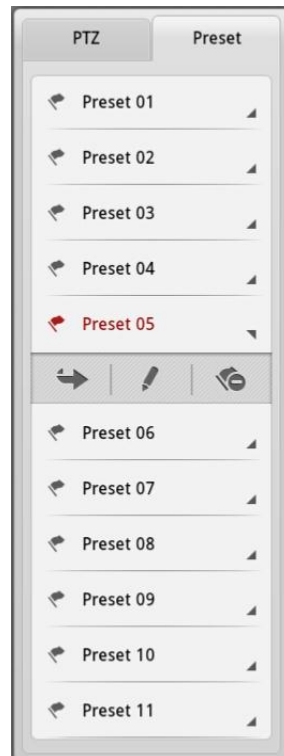 PTZ Preset
Preset 01
Preset 02
Preset 03
Preset 04
Preset 05
Preset 06
Preset 07
Preset 08
Preset 09
Preset 10
Preset 11